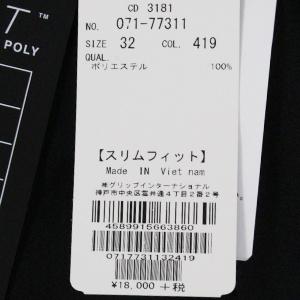 T™
POLY
CD 3181
NO. 071-77311
SIZE 32 COL. 419
QUAL.
ポリエステル 100%
【スリムフィット】
Made IN Viet nam
㈱グリップインターナショナル
神戸市中央区雲井通4丁目2番2号
4589915663860
0717731132419
¥18,000 +税